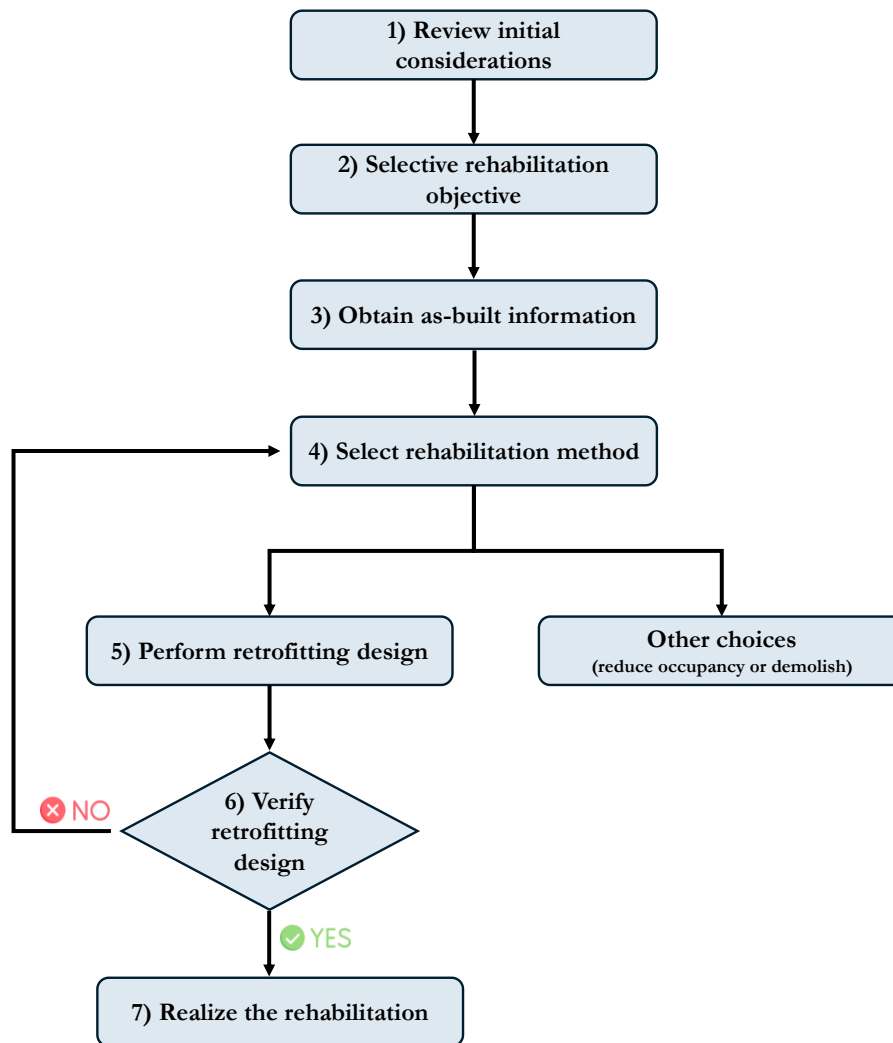 1) Review initial
considerations
2) Selective rehabilitation
objective
3) Obtain as-built information
4) Select rehabilitation method
5) Perform retrofitting design
Other choices
(reduce occupancy or demolish)
6) Verify
retrofitting
design
NO
YES
7) Realize the rehabilitation